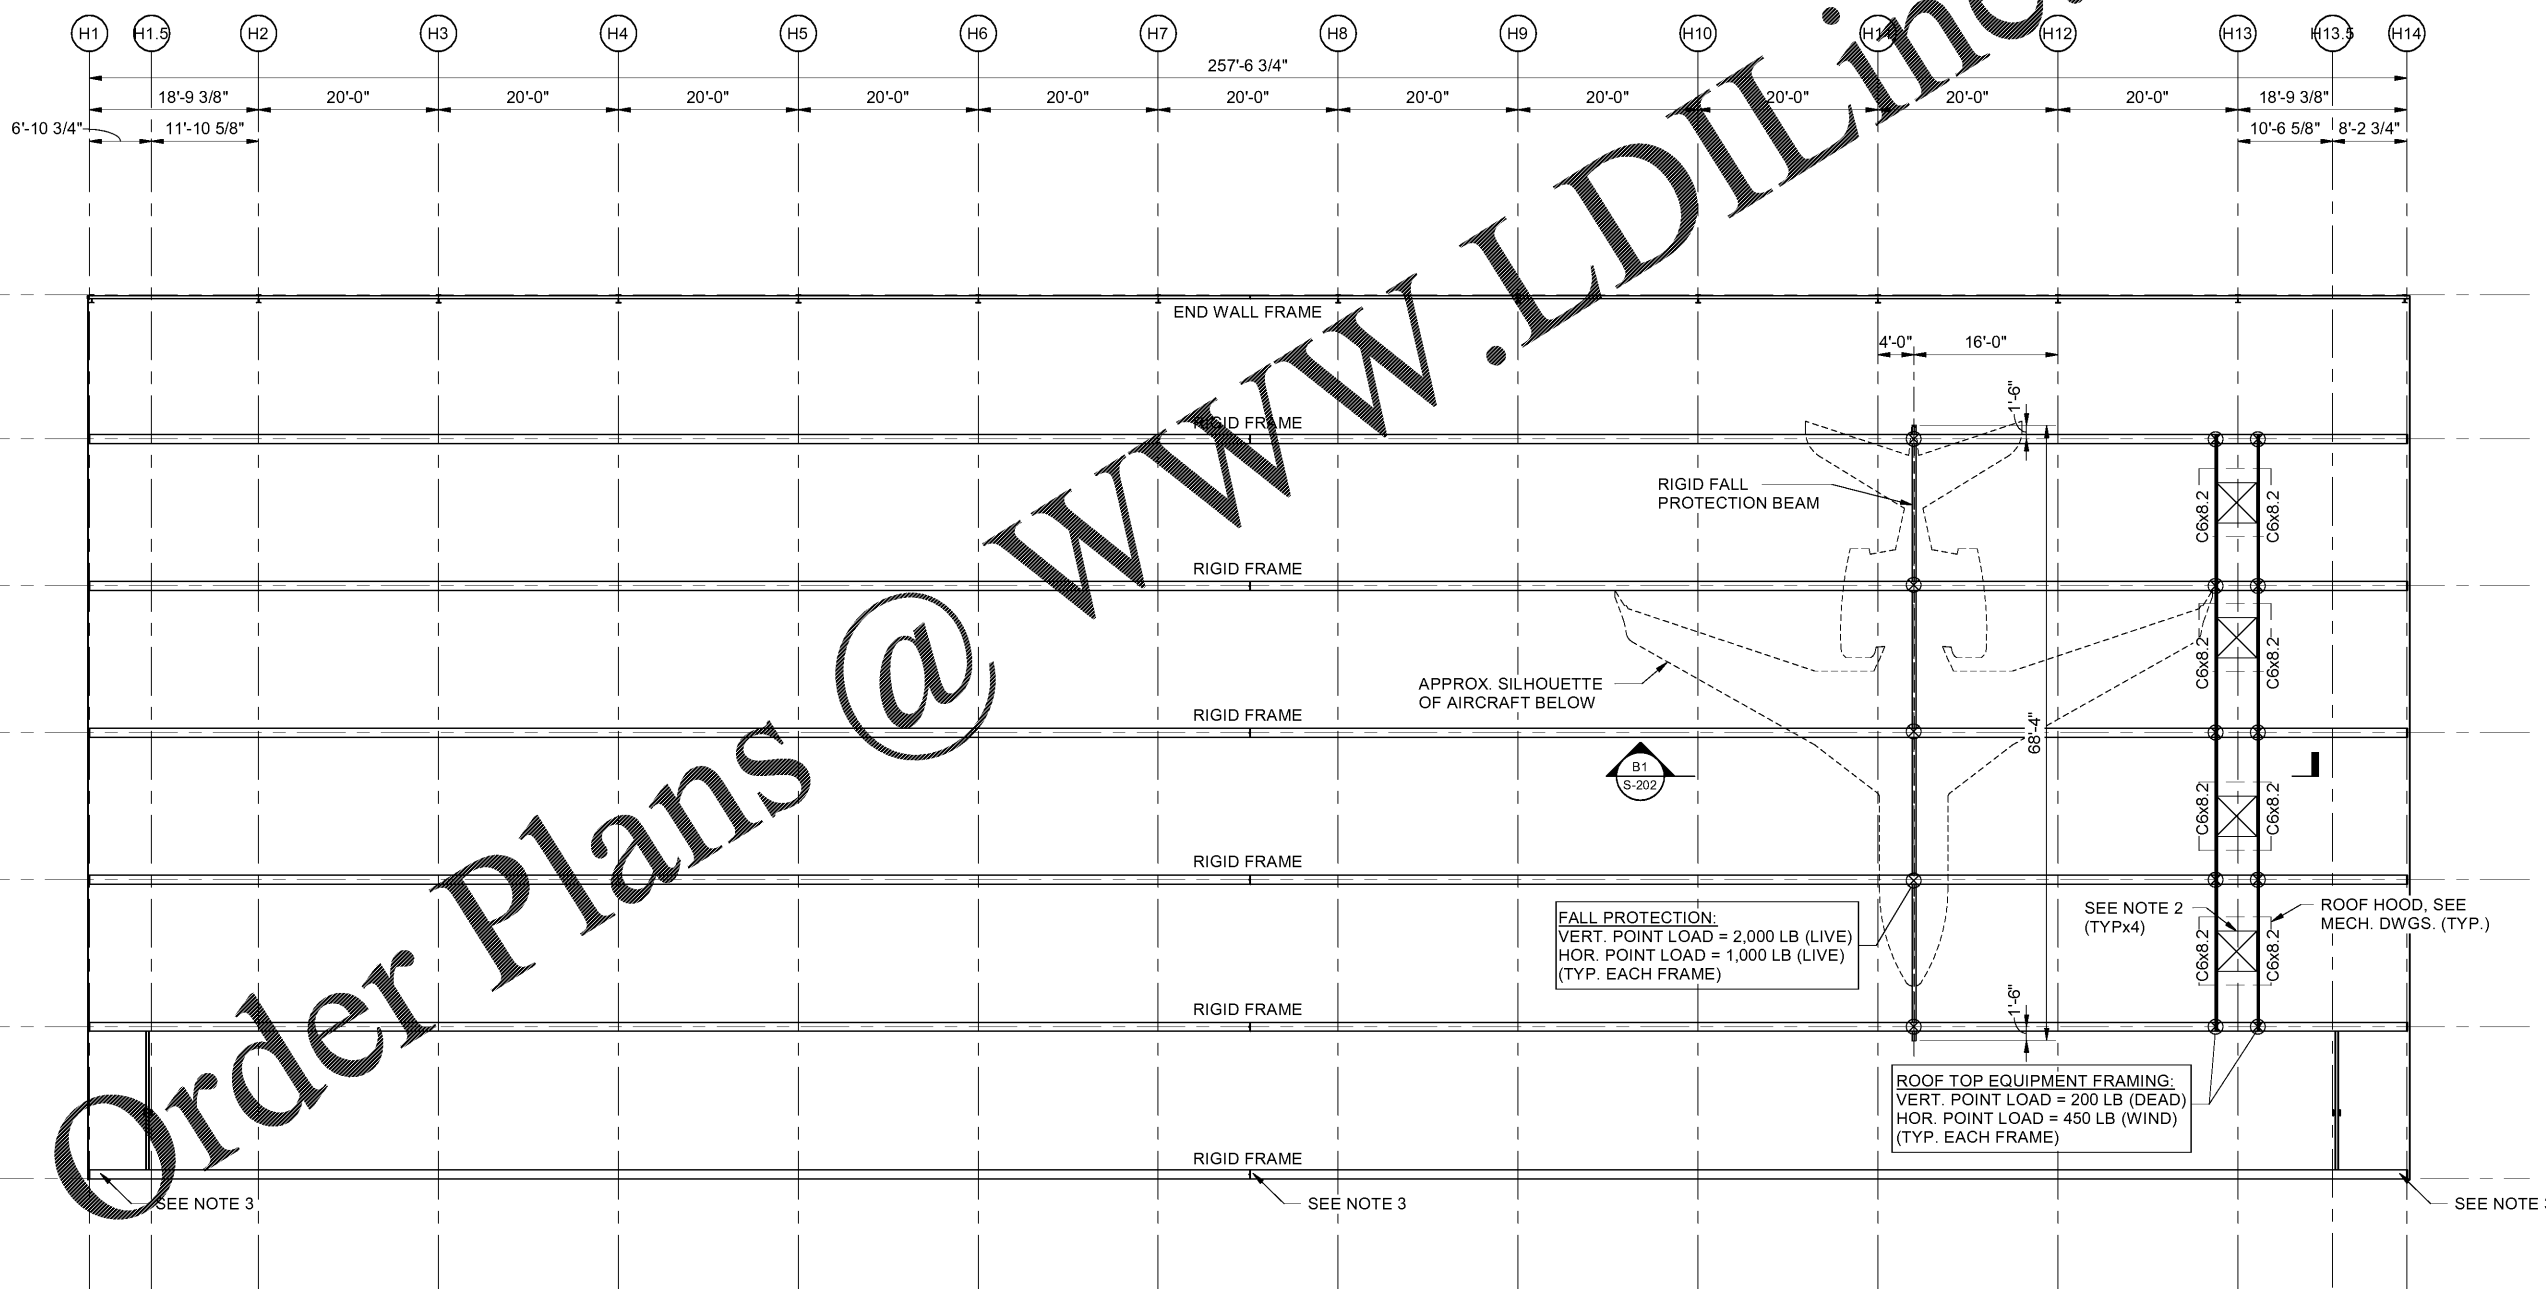 H1 H1.5 H2 H3 H4 H5 H6 H7 H8 H9 H10 H11 H12 H13 H13.5 H14
257'-6 3/4"
18'-9 3/8" 20'-0" 20'-0" 20'-0" 20'-0" 20'-0" 20'-0" 20'-0" 20'-0" 20'-0" 20'-0" 20'-0" 18'-9 3/8"
6'-10 3/4" 11'-10 5/8" 10'-6 5/8" 8'-2 3/4"
END WALL FRAME
4'-0" 16'-0"
1'-6"
RIGID FRAME
RIGID FALL
PROTECTION BEAM
C6x8.2 C6x8.2
RIGID FRAME
C6x8.2 C6x8.2
APPROX. SILHOUETTE
OF AIRCRAFT BELOW
RIGID FRAME
68'-4"
B1
S-202
C6x8.2 C6x8.2
RIGID FRAME
FALL PROTECTION:
VERT. POINT LOAD = 2,000 LB (LIVE)
HOR. POINT LOAD = 1,000 LB (LIVE)
(TYP. EACH FRAME)
SEE NOTE 2
(TYPx4)
C6x8.2 C6x8.2
ROOF HOOD, SEE
MECH. DWGS. (TYP.)
RIGID FRAME
1'-6"
ROOF TOP EQUIPMENT FRAMING:
VERT. POINT LOAD = 200 LB (DEAD)
HOR. POINT LOAD = 450 LB (WIND)
(TYP. EACH FRAME)
RIGID FRAME
SEE NOTE 3 SEE NOTE 3 SEE NOTE
Order Plans @ www.LDILine.